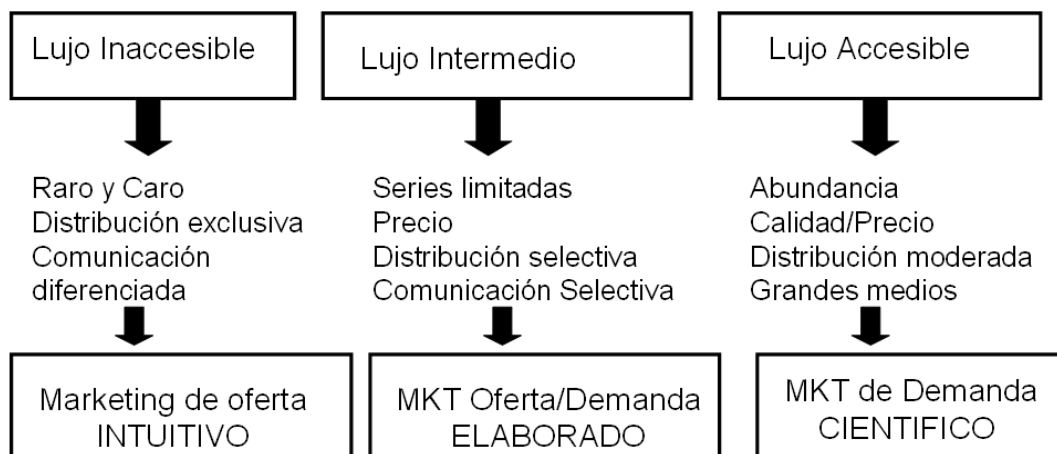 Lujo Inaccesible
Raro y Caro
Distribución exclusiva
Comunicación
diferenciada
Marketing de oferta
INTUITIVO
Lujo Intermedio
Series limitadas
Precio
Distribución selectiva
Comunicación Selectiva
MKT Oferta/Demanda
ELABORADO
Lujo Accesible
Abundancia
Calidad/Precio
Distribución moderada
Grandes medios
MKT de Demanda
CIENTIFICO